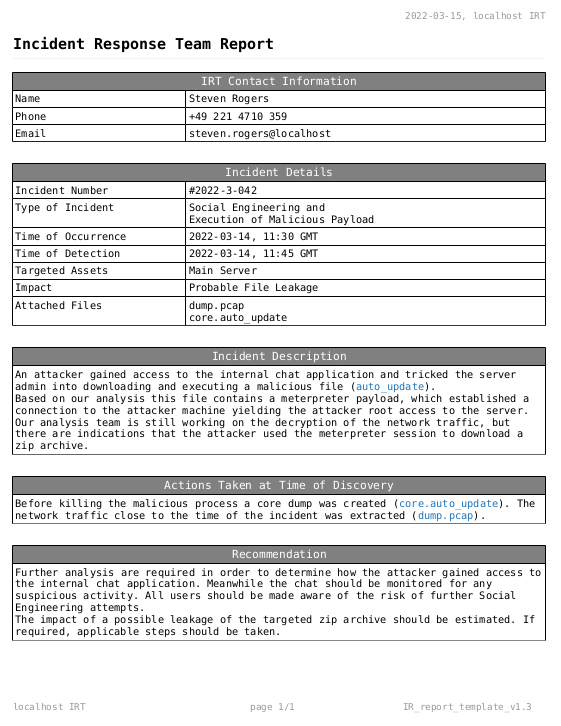 2022-03-15, localhost IRT
Incident Response Team Report
IRT Contact Information
Name Steven Rogers
Phone +49 221 4710 359
Email steven.rogers@localhost
Incident Details
Incident Number #2022-3-042
Type of Incident Social Engineering and
Execution of Malicious Payload
Time of Occurrence 2022-03-14, 11:30 GMT
Time of Detection 2022-03-14, 11:45 GMT
Targeted Assets Main Server
Impact Probable File Leakage
Attached Files dump.pcap
core.auto_update
Incident Description
An attacker gained access to the internal chat application and tricked the server
admin into downloading and executing a malicious file (auto_update).
Based on our analysis this file contains a meterpreter payload, which established a
connection to the attacker machine yielding the attacker root access to the server.
Our analysis team is still working on the decryption of the network traffic, but
there are indications that the attacker used the meterpreter session to download a
zip archive.
Actions Taken at Time of Discovery
Before killing the malicious process a core dump was created (core.auto_update). The
network traffic close to the time of the incident was extracted (dump.pcap).
Recommendation
Further analysis are required in order to determine how the attacker gained access to
the internal chat application. Meanwhile the chat should be monitored for any
suspicious activity. All users should be made aware of the risk of further Social
Engineering attempts.
The impact of a possible leakage of the targeted zip archive should be estimated. If
required, applicable steps should be taken.
localhost IRT page 1/1 IR_report_template_v1.3